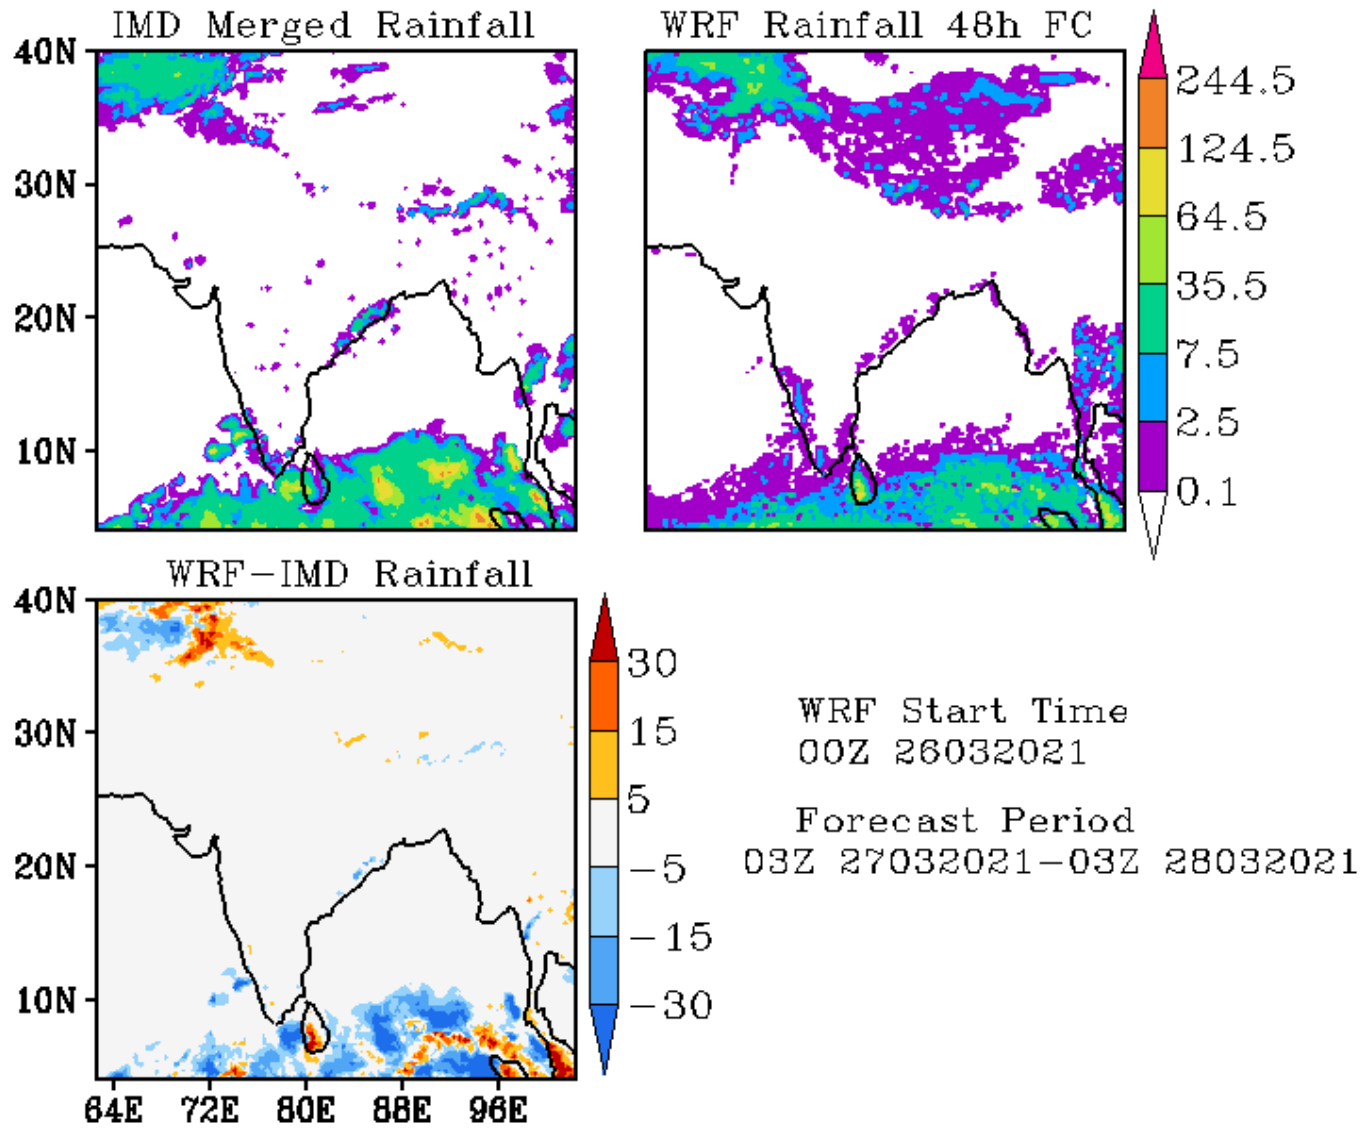 IMD Merged Rainfall
WRF Rainfall 48h FC
40N
30N
20N
10N
244.5
124.5
64.5
35.5
7.5
2.5
0.1
WRF-IMD Rainfall
40N
30N
20N
10N
64E 72E 80E 88E 96E
30
15
5
-5
-15
-30
WRF Start Time
00Z 26032021
Forecast Period
03Z 27032021-03Z 28032021